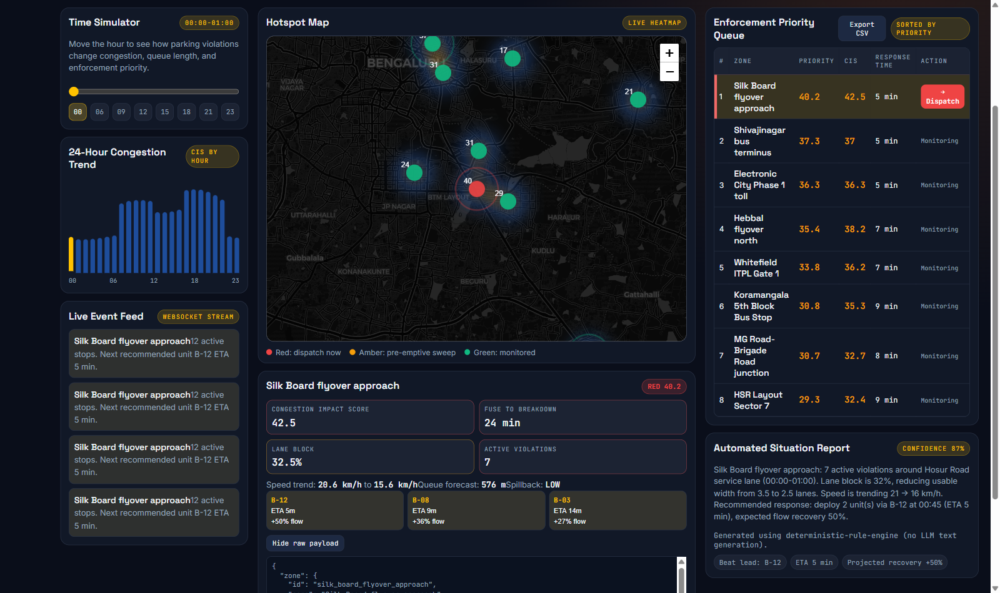 Time Simulator
00:00-01:00
Move the hour to see how parking violations
change congestion, queue length, and
enforcement priority.
00 06 09 12 15 18 21 23
24-Hour Congestion
Trend
CIS BY
HOUR
00 06 12 18 23
Live Event Feed
WEBSOCKET STREAM
Silk Board flyover approach12 active
stops. Next recommended unit B-12 ETA
5 min.
Silk Board flyover approach12 active
stops. Next recommended unit B-12 ETA
5 min.
Silk Board flyover approach12 active
stops. Next recommended unit B-12 ETA
5 min.
Silk Board flyover approach12 active
stops. Next recommended unit B-12 ETA
5 min.
Hotspot Map
LIVE HEATMAP
17
BENGALURU
HALASURU
31
VIJAYA
NAGAR
21
31
24
40
29
BTM LAYOUT
JP NAGAR
UTTARAHALLI
HARALUR
KUDLU
Gubbalala
KONANAKUNTE
BEGURU
Gattahalli
+
−
Red: dispatch now
Amber: pre-emptive sweep
Green: monitored
Silk Board flyover approach
RED 40.2
CONGESTION IMPACT SCORE
42.5
FUSE TO BREAKDOWN
24 min
LANE BLOCK
32.5%
ACTIVE VIOLATIONS
7
Speed trend: 20.6 km/h to 15.6 km/hQueue forecast: 576 mSpillback: LOW
B-12
ETA 5m
+50% flow
B-08
ETA 9m
+36% flow
B-03
ETA 14m
+27% flow
Hide raw payload
{
"zone": {
"id": "silk_board_flyover_approach",
Enforcement Priority
Queue
Export
CSV
SORTED BY
PRIORITY
# ZONE PRIORITY CIS RESPONSE TIME ACTION
1 Silk Board flyover approach 40.2 42.5 5 min → Dispatch
2 Shivajinagar bus terminus 37.3 37 5 min Monitoring
3 Electronic City Phase 1 toll 36.3 36.3 5 min Monitoring
4 Hebbal flyover north 35.4 38.2 7 min Monitoring
5 Whitefield ITPL Gate 1 33.8 36.2 7 min Monitoring
6 Koramangala 5th Block Bus Stop 30.8 35.3 9 min Monitoring
7 MG Road-Brigade Road junction 30.7 32.7 8 min Monitoring
8 HSR Layout Sector 7 29.3 32.4 9 min Monitoring
Automated Situation Report
CONFIDENCE 87%
Silk Board flyover approach: 7 active violations around Hosur Road
service lane (00:00-01:00). Lane block is 32%, reducing usable
width from 3.5 to 2.5 lanes. Speed is trending 21 → 16 km/h.
Recommended response: deploy 2 unit(s) via B-12 at 00:45 (ETA 5
min), expected flow recovery 50%.
Generated using deterministic-rule-engine (no LLM text
generation).
Beat lead: B-12
ETA 5 min
Projected recovery +50%